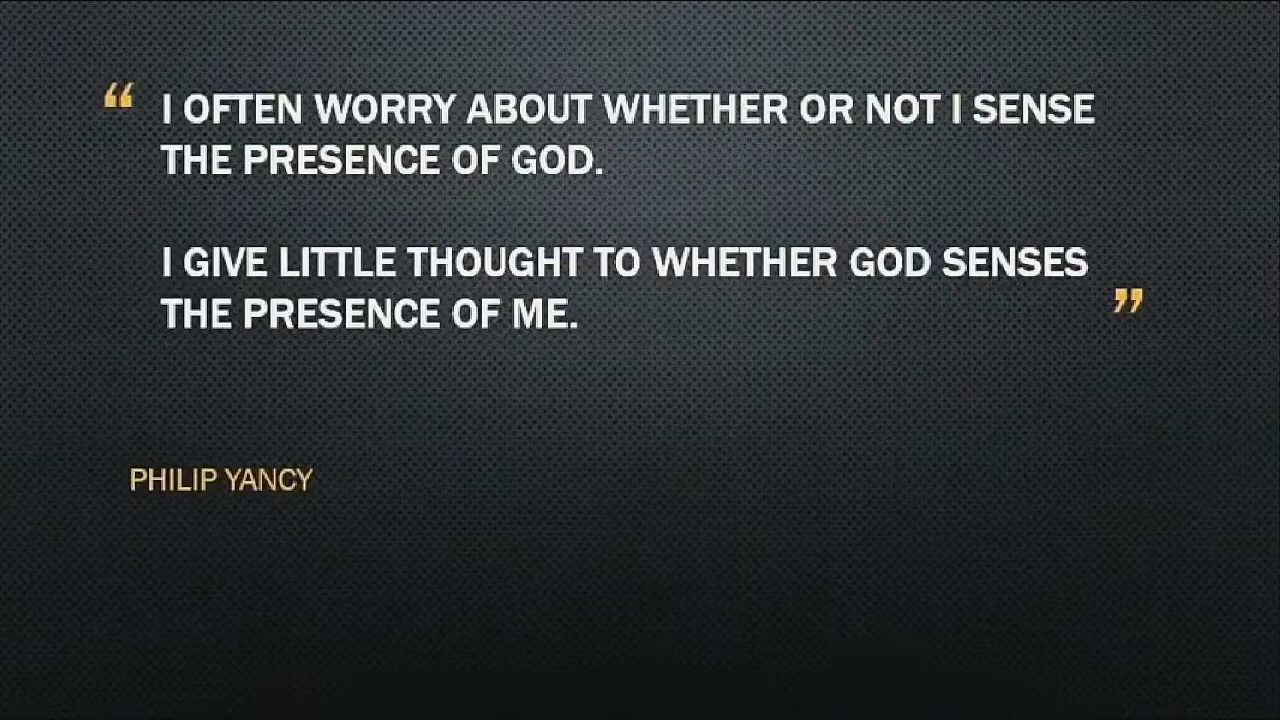 “ I OFTEN WORRY ABOUT WHETHER OR NOT I SENSE
THE PRESENCE OF GOD.
I GIVE LITTLE THOUGHT TO WHETHER GOD SENSES
THE PRESENCE OF ME. ”
PHILIP YANCY